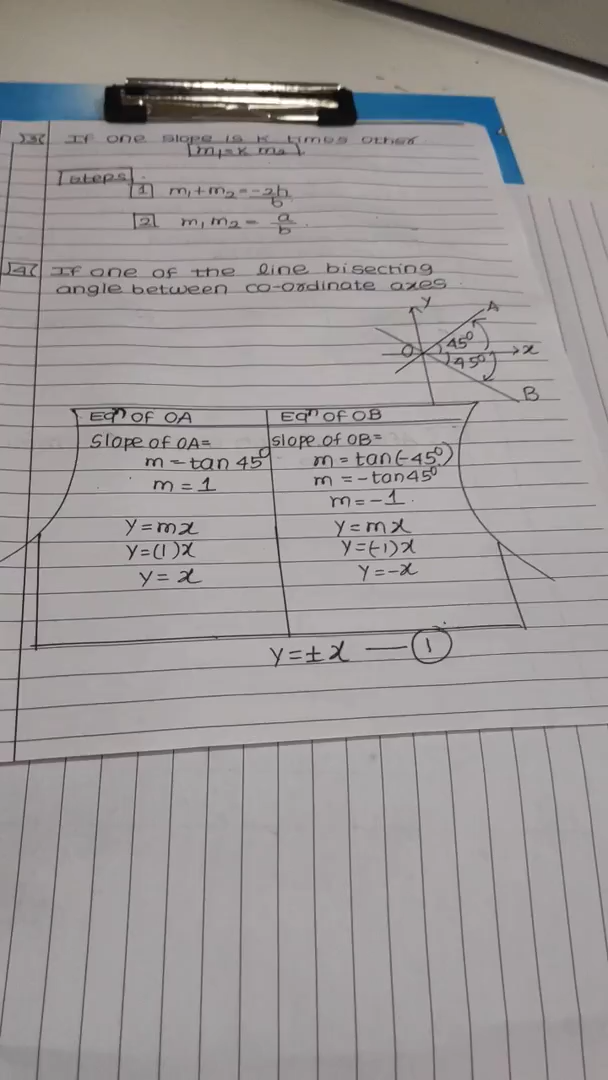 [3] If one slope is K times other
m₁=K m₂
Steps
[1] m₁+m₂=-2h/b
[2] m₁m₂=a/b
[4] If one of the line bisecting
angle between co-ordinate axes.
Y
A
45°
O
x
45°
B
Eqⁿ of OA
Slope of OA=
m=tan 45°
m=1
y=mx
y=(1)x
y=x
Eqⁿ OF OB
slope of OB=
m=tan(-45°)
m=-tan45°
m=-1.
y=mx
y=(-1)x
y=-x
y=±x — ①